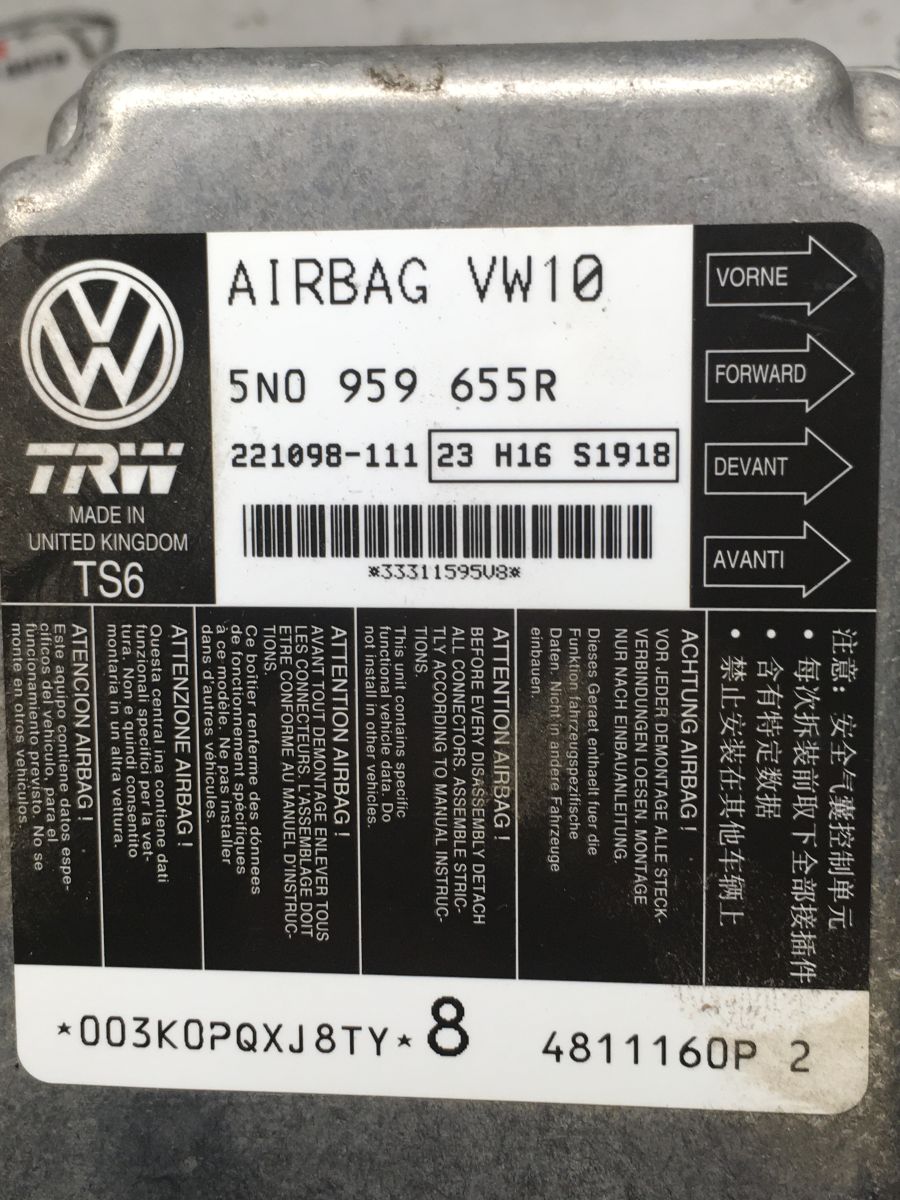 AIRBAG VW10
5N0 959 655R
221098-111 23 H16 S1918
*33311595V8*
TRW
MADE IN
UNITED KINGDOM
TS6
VORNE
FORWARD
DEVANT
AVANTI
注意：安全气囊控制单元
• 每次拆装前取下全部接插件
• 含有特定数据
• 禁止安装在其他车辆上
ACHTUNG AIRBAG !
VOR JEDER DEMONTAGE ALLE STECK-
VERBINDUNGEN LOESEN. MONTAGE
NUR NACH EINBAUANLEITUNG.
Dieses Geraet enthaelt fuer die
Funktion fahrzeugspezifische
Daten. Nicht in andere Fahrzeuge
einbauen.
ATTENTION AIRBAG !
BEFORE EVERY DISASSEMBLY DETACH
ALL CONNECTORS, ASSEMBLE STRIC-
TLY ACCORDING TO MANUAL INSTRUC-
TIONS.
This unit contains specific
functional vehicle data. Do
not install in other vehicles.
ATTENTION AIRBAG !
AVANT TOUT DEMONTAGE ENLEVER TOUS
LES CONNECTEURS. L'ASSEMBLAGE DOIT
ETRE CONFORME AU MANUEL D'INSTRUC-
TIONS.
Ce boîtier renferme des données
de fonctionnement spécifiques
à ce modèle. Ne pas installer
dans d'autres véhicules.
ATTENZIONE AIRBAG !
Questa centralina contiene dati
funzionali specifici per la vet-
tura. Non e quindi consentito
montaria in un altra vettura.
ATENCION AIRBAG !
Este aquipo contiene datos espe-
cificos del vehiculo, para el
funcionamiento previsto. No se
monte en otros vehiculos.
*003K0PQXJ8TY* 8 4811160P 2